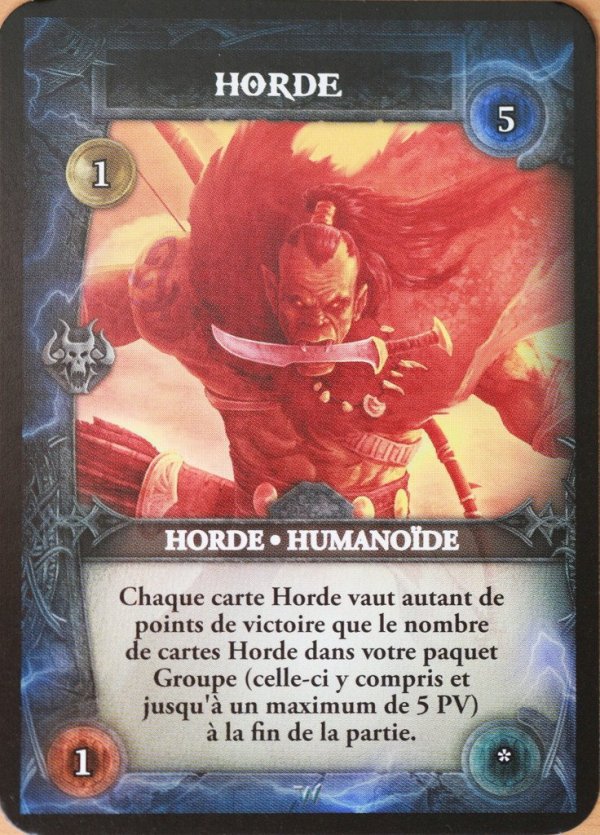 HORDE
5
1
HORDE • HUMANOÏDE
Chaque carte Horde vaut autant de
points de victoire que le nombre
de cartes Horde dans votre paquet
Groupe (celle-ci y compris et
jusqu'à un maximum de 5 PV)
à la fin de la partie.
1
*